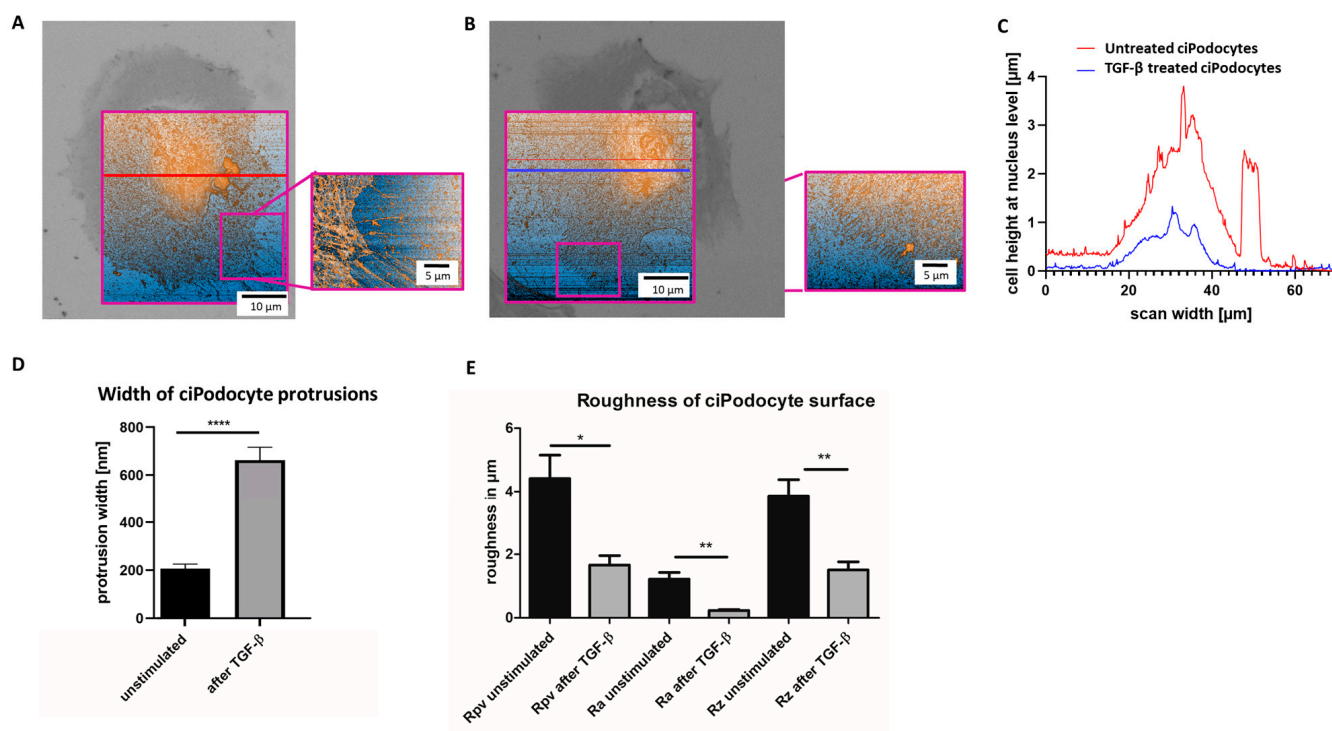 A
B
C
Untreated ciPodocytes
TGF-β treated ciPodocytes
cell height at nucleus level [μm]
4
3
2
1
0
0
20
40
60
scan width [μm]
5 μm
10 μm
10 μm
5 μm
D
Width of ciPodocyte protrusions
****
protrusion width [nm]
800
600
400
200
0
unstimulated
after TGF-β
E
Roughness of ciPodocyte surface
*
**
**
roughness in μm
6
4
2
0
Rpv unstimulated
Rpv after TGF-β
Ra unstimulated
Ra after TGF-β
Rz unstimulated
Rz after TGF-β